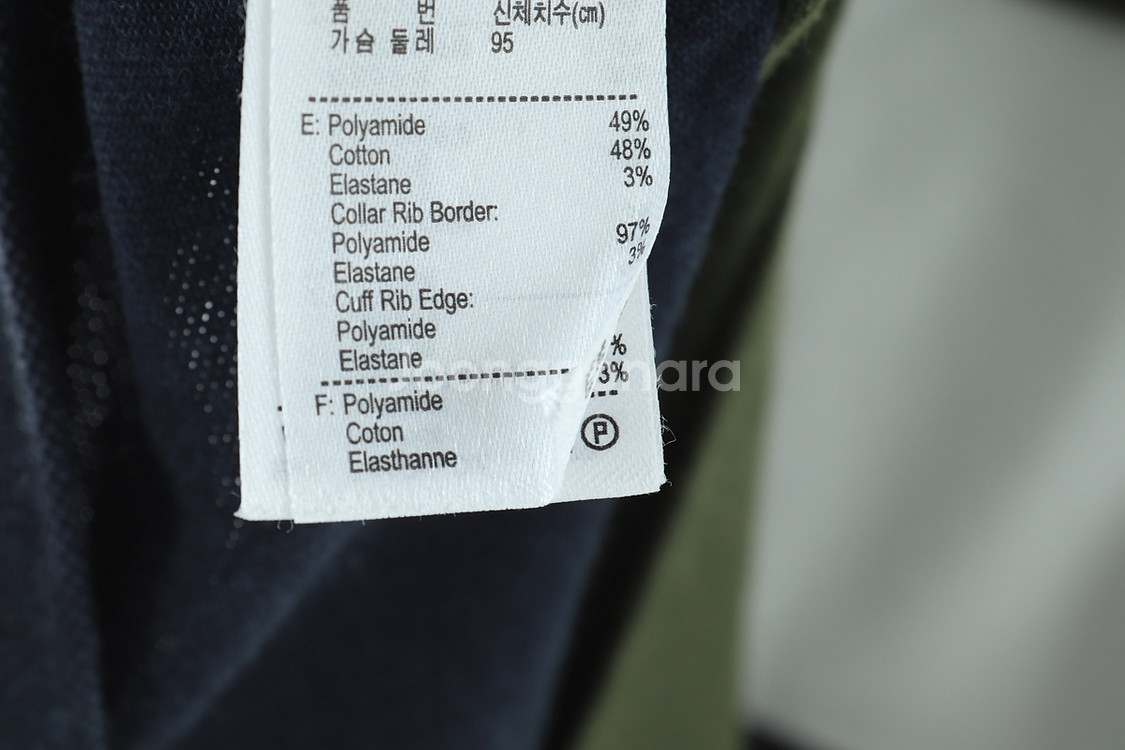 품 번 신체치수(cm)
가슴 둘레 95
E: Polyamide 49%
Cotton 48%
Elastane 3%
Collar Rib Border:
Polyamide 97%
Elastane 3%
Cuff Rib Edge:
Polyamide %
Elastane 3%
F: Polyamide
Coton
Elasthanne
P